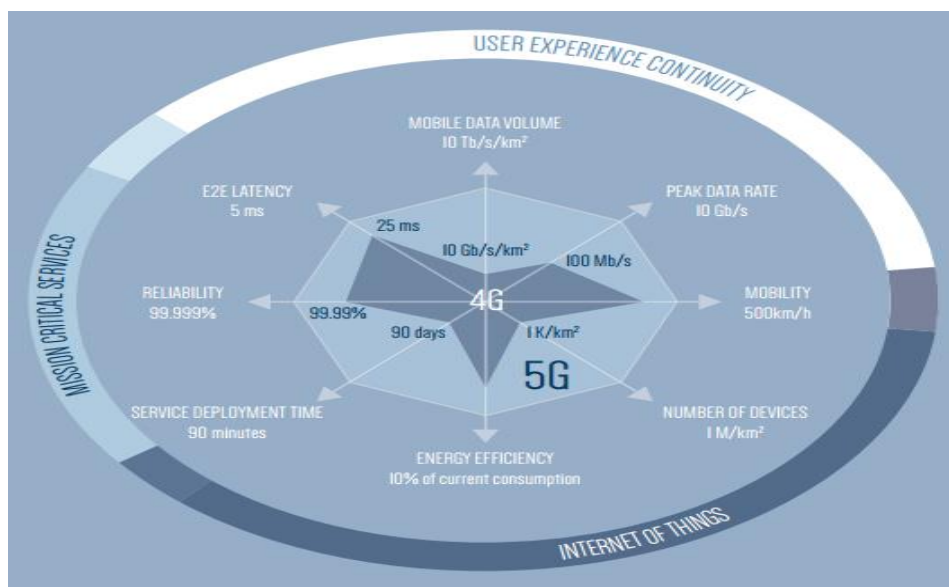 USER EXPERIENCE CONTINUITY
MOBILE DATA VOLUME
10 Tb/s/km²
E2E LATENCY
5 ms
PEAK DATA RATE
10 Gb/s
25 ms
10 Gb/s/km²
100 Mb/s
MISSION CRITICAL SERVICES
RELIABILITY
99.999%
99.99%
4G
MOBILITY
500km/h
90 days
1 K/km²
5G
SERVICE DEPLOYMENT TIME
90 minutes
NUMBER OF DEVICES
1 M/km²
ENERGY EFFICIENCY
10% of current consumption
INTERNET OF THINGS